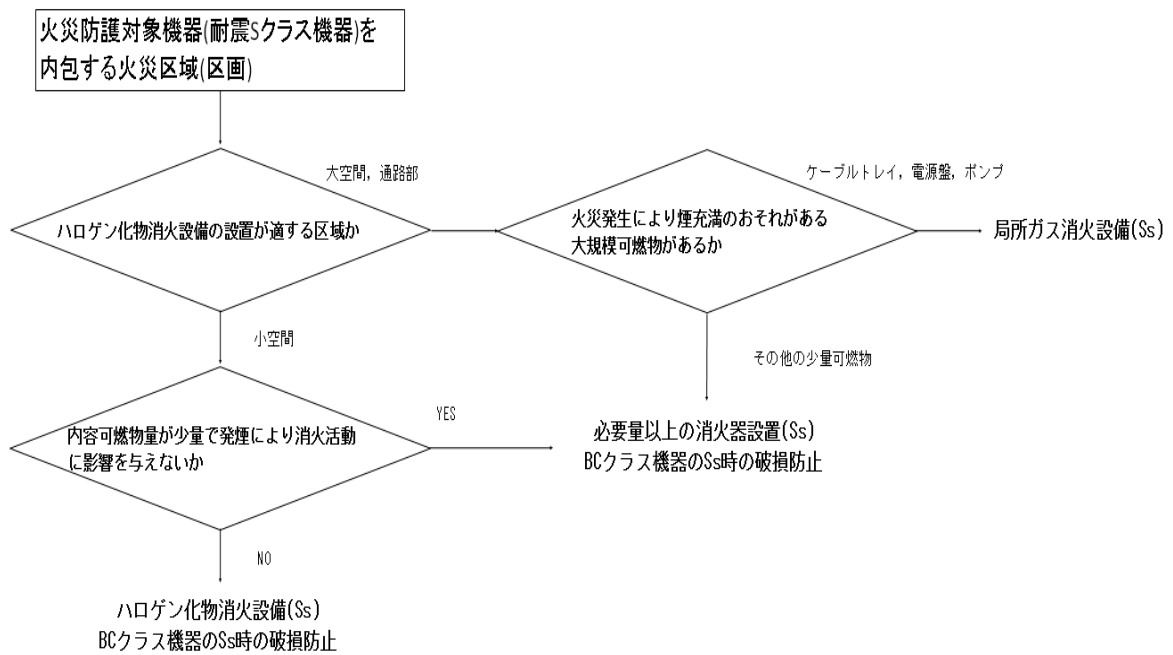 火災防護対象機器(耐震Sクラス機器)を
内包する火災区域(区画)
大空間, 通路部
ハロゲン化物消火設備の設置が適する区域か
ケーブルトレイ, 電源盤, ポンプ
火災発生により煙充満のおそれがある
大規模可燃物があるか
局所ガス消火設備(Ss)
小空間
その他の少量可燃物
内容可燃物量が少量で発煙により消火活動
に影響を与えないか
YES
必要量以上の消火器設置(Ss)
BCクラス機器のSs時の破損防止
NO
ハロゲン化物消火設備(Ss)
BCクラス機器のSs時の破損防止